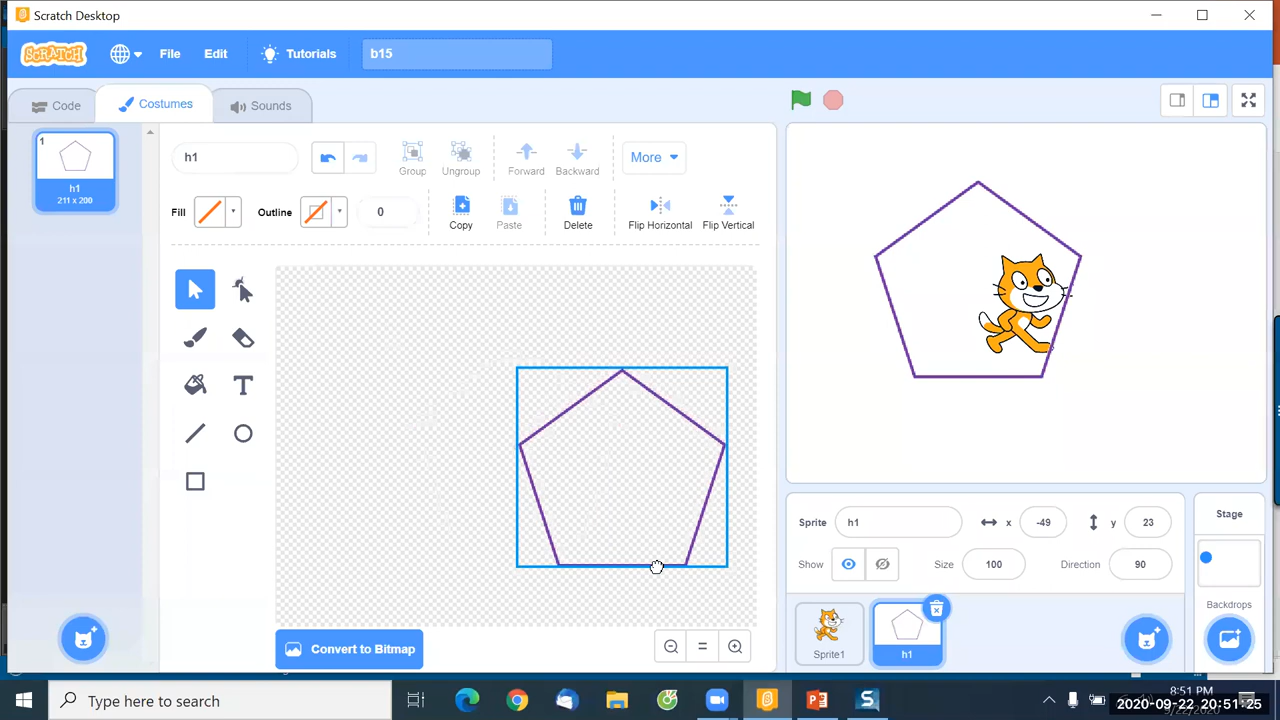 Scratch Desktop
SCRATCH
File
Edit
Tutorials
b15
Code
Costumes
Sounds
1
h1
211 x 200
h1
Group
Ungroup
Forward
Backward
More
Fill
Outline
0
Copy
Paste
Delete
Flip Horizontal
Flip Vertical
T
Convert to Bitmap
Sprite
h1
x
-49
y
23
Show
Size
100
Direction
90
Stage
Backdrops
Sprite1
h1
Type here to search
8:51 PM
2020-09-22 20:51:25